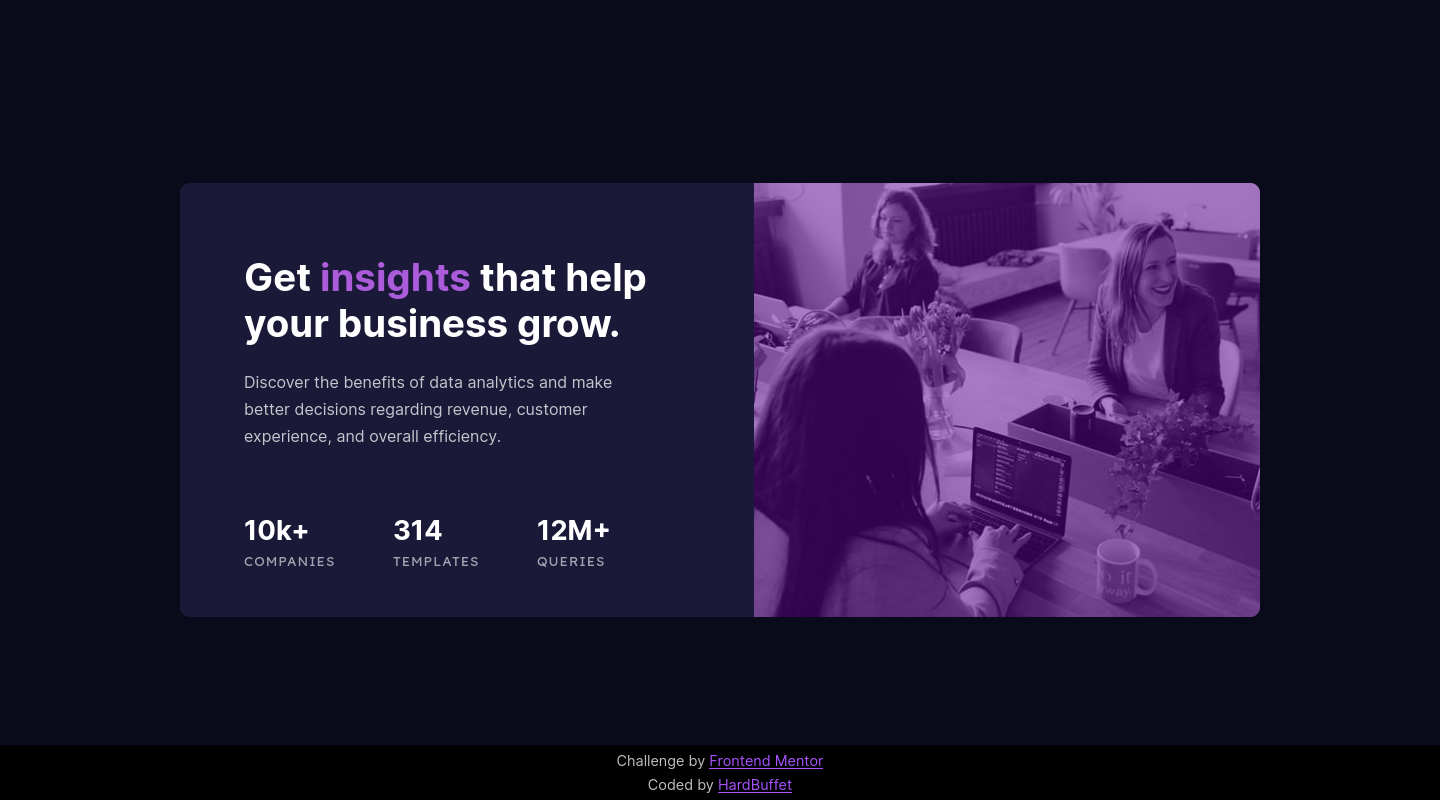 Get insights that help
your business grow.
Discover the benefits of data analytics and make
better decisions regarding revenue, customer
experience, and overall efficiency.
10k+ 314 12M+
COMPANIES TEMPLATES QUERIES
Challenge by Frontend Mentor
Coded by HardBuffet